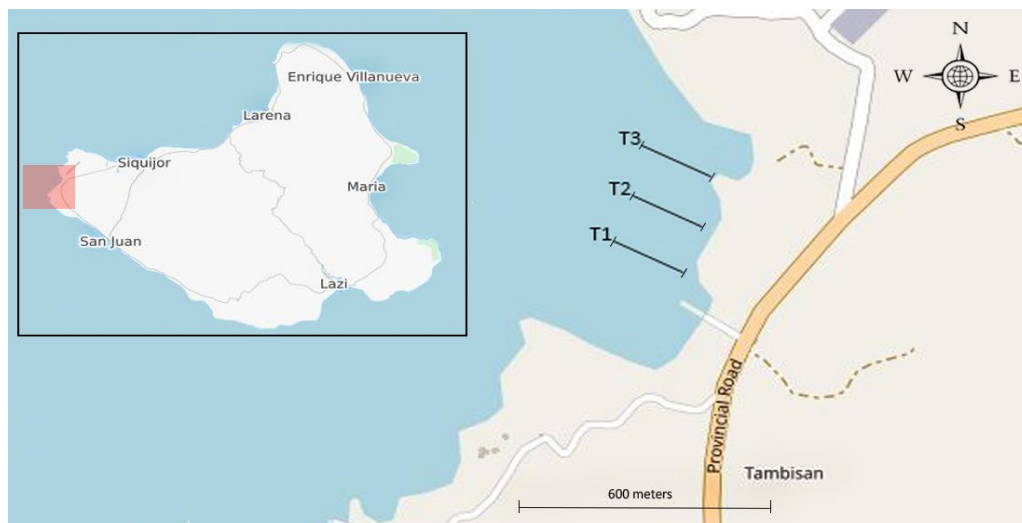 Enrique Villanueva
Larena
Siquijor
Maria
San Juan
Lazi
N
W
E
S
T3
T2
T1
Provincial Road
Tambisan
600 meters